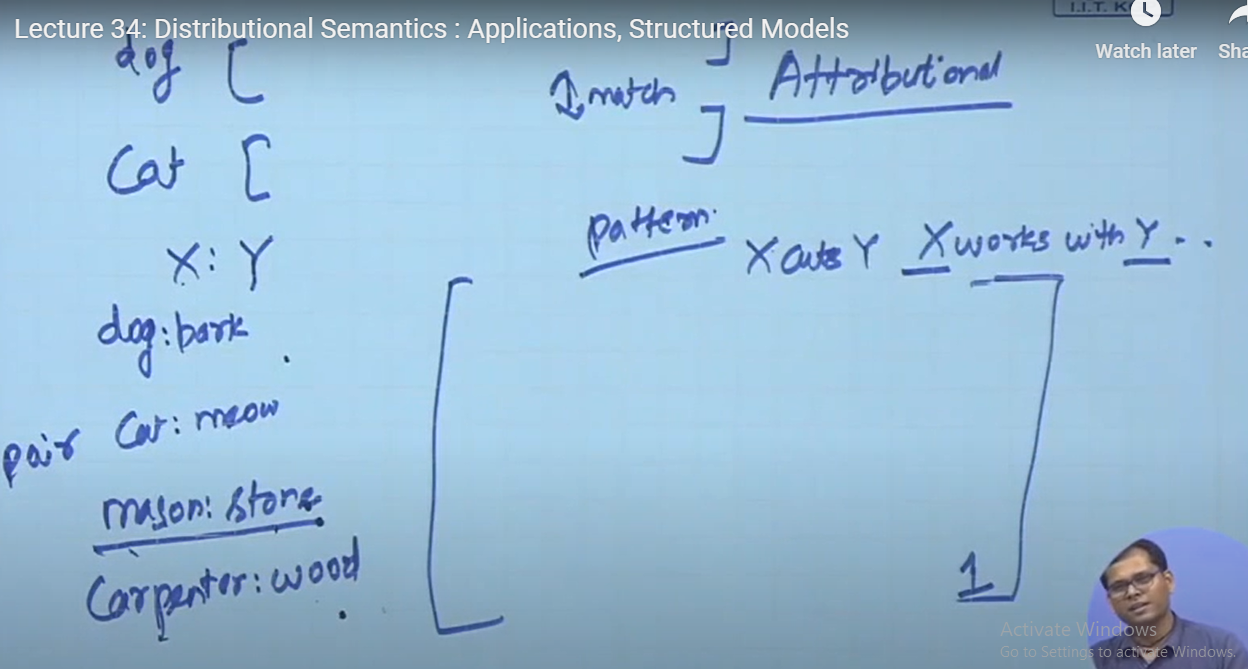 Lecture 34: Distributional Semantics : Applications, Structured Models
I.I.T. K
Watch later
Sha
dog [ ]
↕ match
Attributional
Cat [ ]
pattern.
X: Y
X cuts Y X works with Y - -
dog: bark
pair
Cat: meow
mason: stone
Carpenter: wood
1
Activate Windows
Go to Settings to activate Windows.